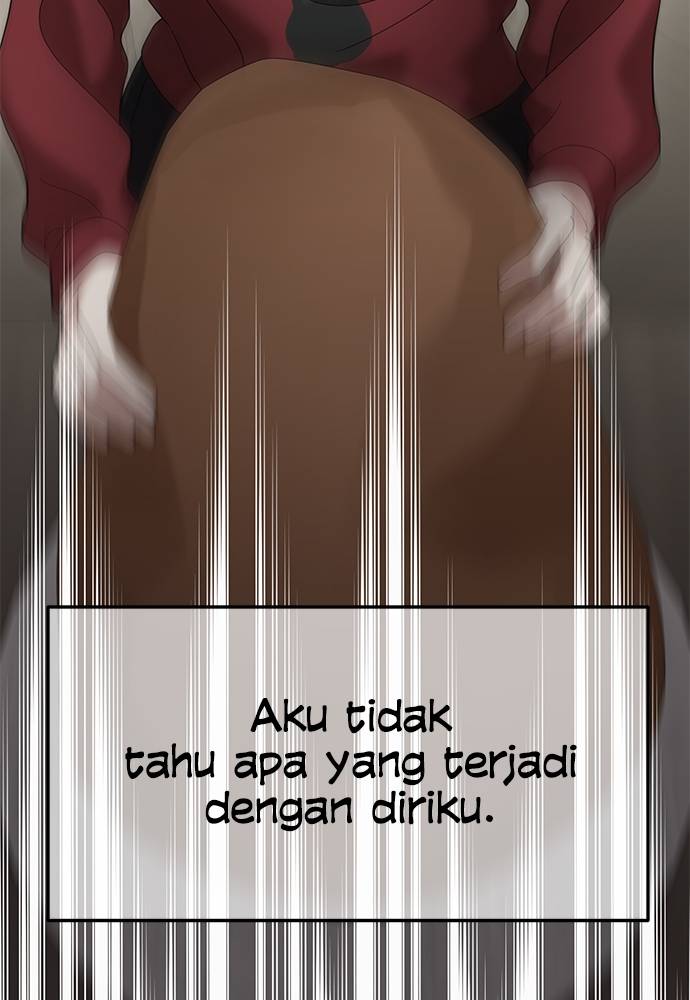 Aku tidak
tahu apa yang terjadi
dengan diriku.